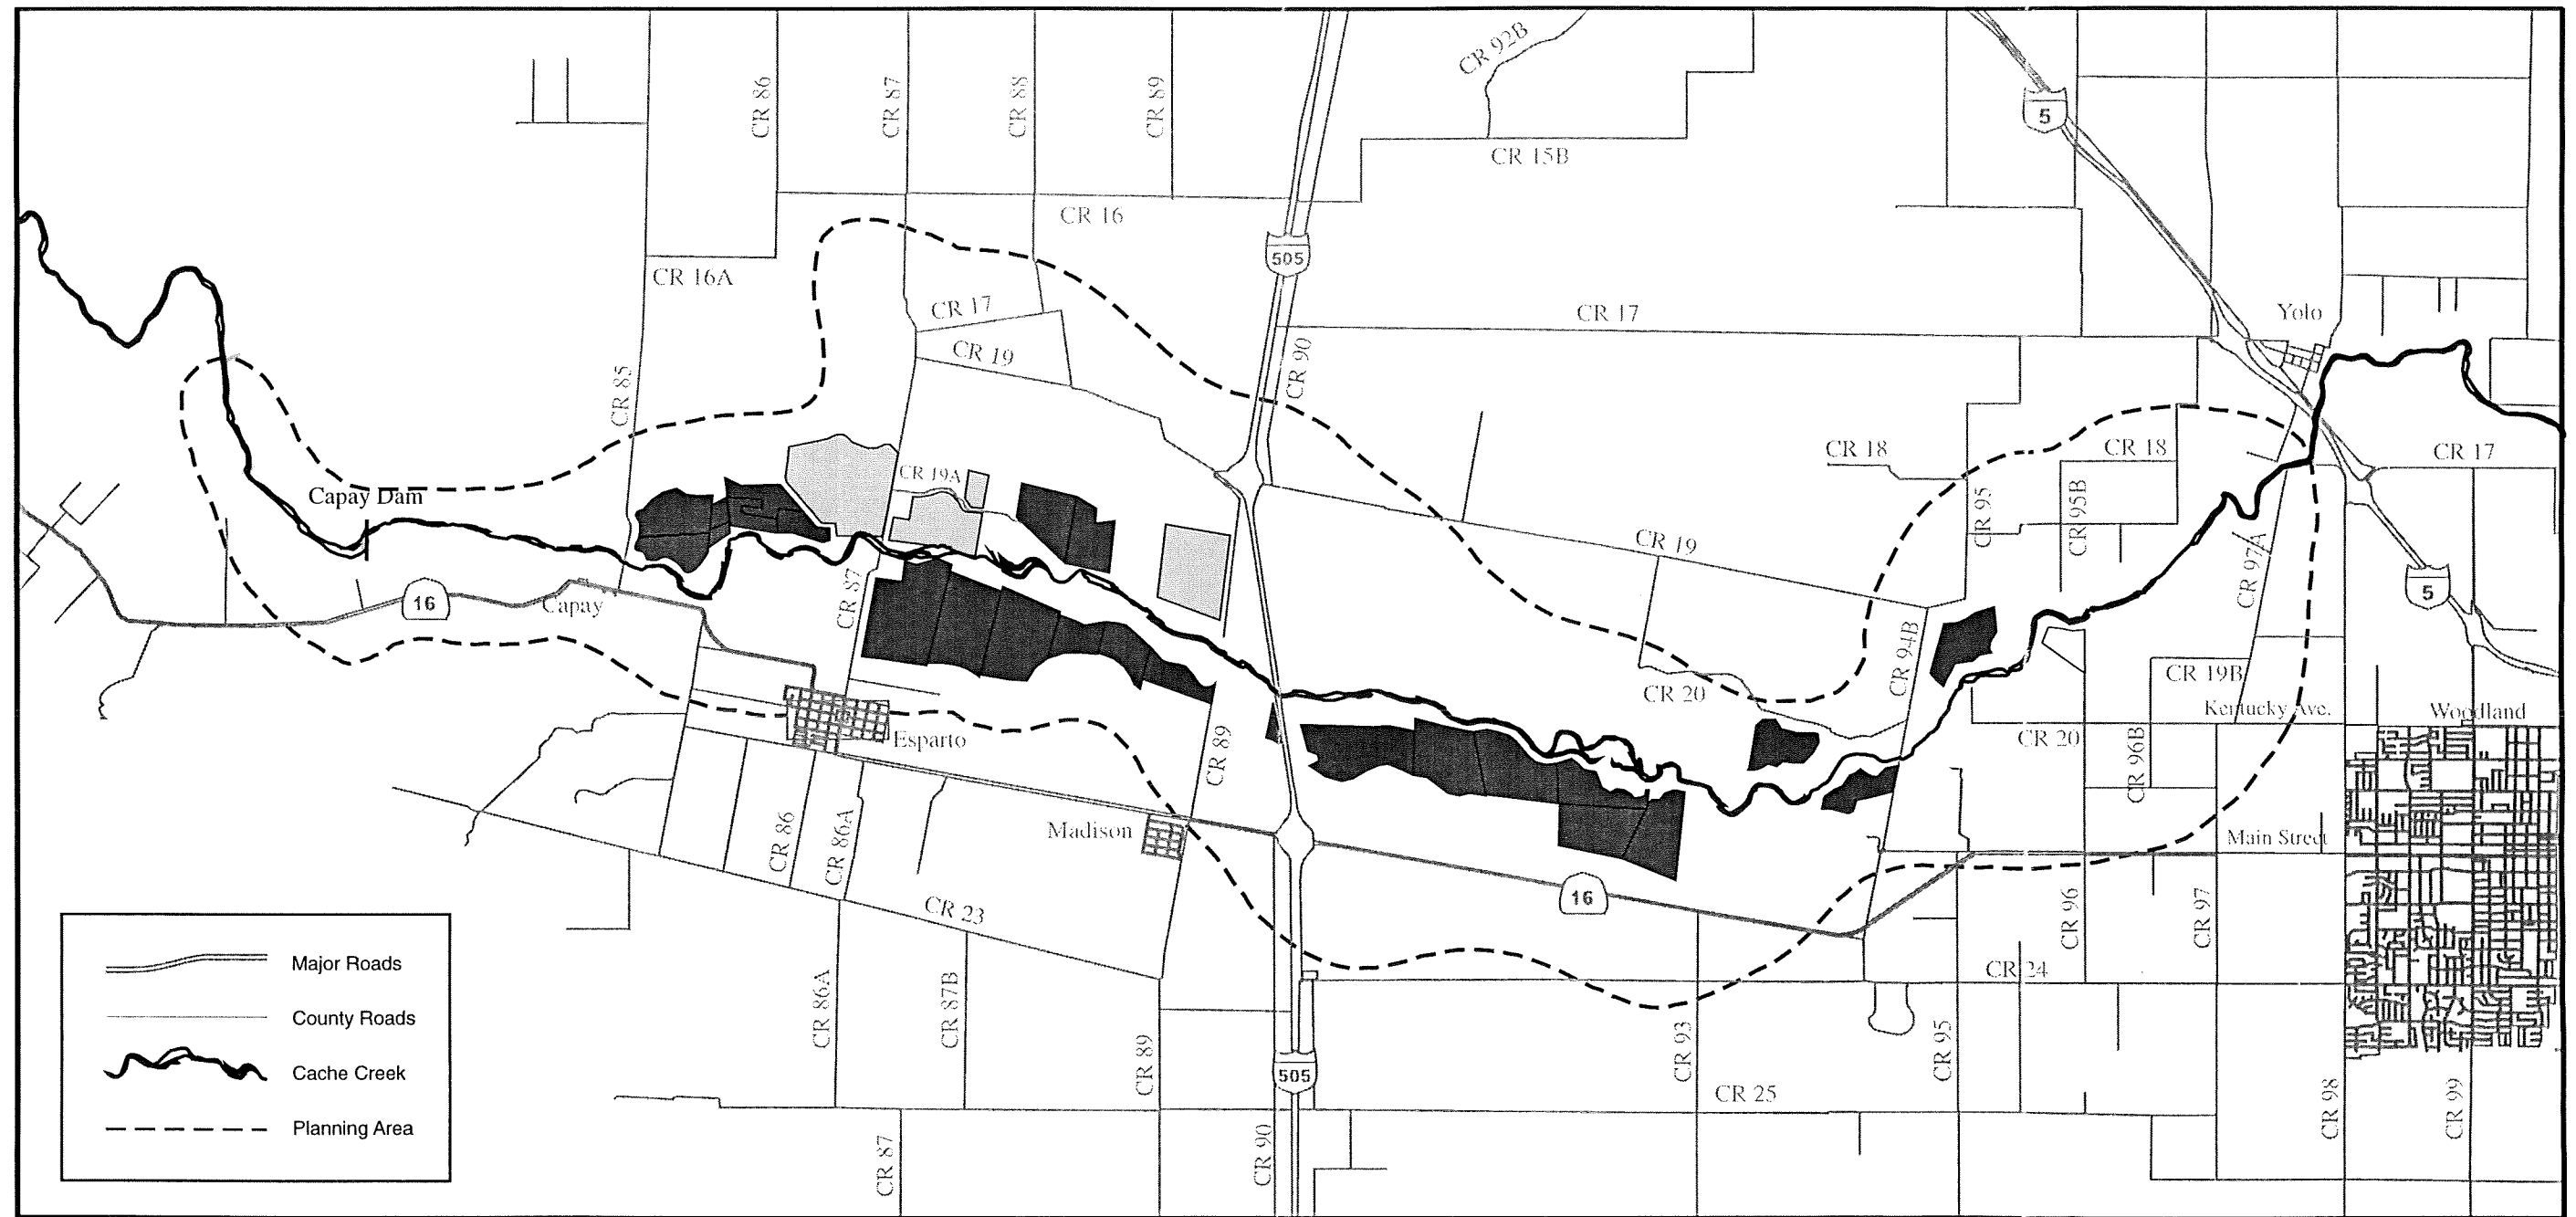 CR 92B
CR 86
CR 87
CR 88
CR 89
5
CR 15B
CR 16
505
CR 16A
CR 17
CR 17
Yolo
CR 19
CR 90
CR 85
CR 18
CR 18
CR 17
CR 19A
Capay Dam
CR 95
CR 95B
CR 19
CR 97A
5
16
Capay
CR 87
CR 94B
CR 19B
CR 20
Kentucky Ave.
Woodland
Esparto
CR 89
CR 20
CR 96B
Madison
CR 86
CR 86A
Main Street
16
CR 23
CR 96
CR 97
Major Roads
CR 24
CR 86A
CR 87B
County Roads
CR 89
CR 93
CR 95
Cache Creek
505
CR 25
CR 98
CR 99
Planning Area
CR 87
CR 90